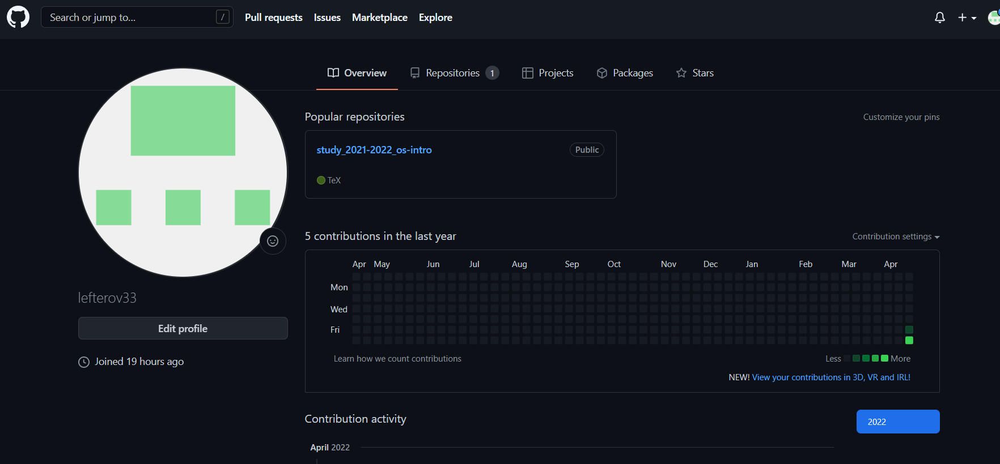 Search or jump to... /
Pull requests Issues Marketplace Explore
Overview Repositories 1 Projects Packages Stars
Popular repositories Customize your pins
study_2021-2022_os-intro Public
TeX
5 contributions in the last year Contribution settings
Apr May Jun Jul Aug Sep Oct Nov Dec Jan Feb Mar Apr
Mon
Wed
Fri
Learn how we count contributions Less More
NEW! View your contributions in 3D, VR and IRL!
lefterov33
Edit profile
Joined 19 hours ago
Contribution activity 2022
April 2022